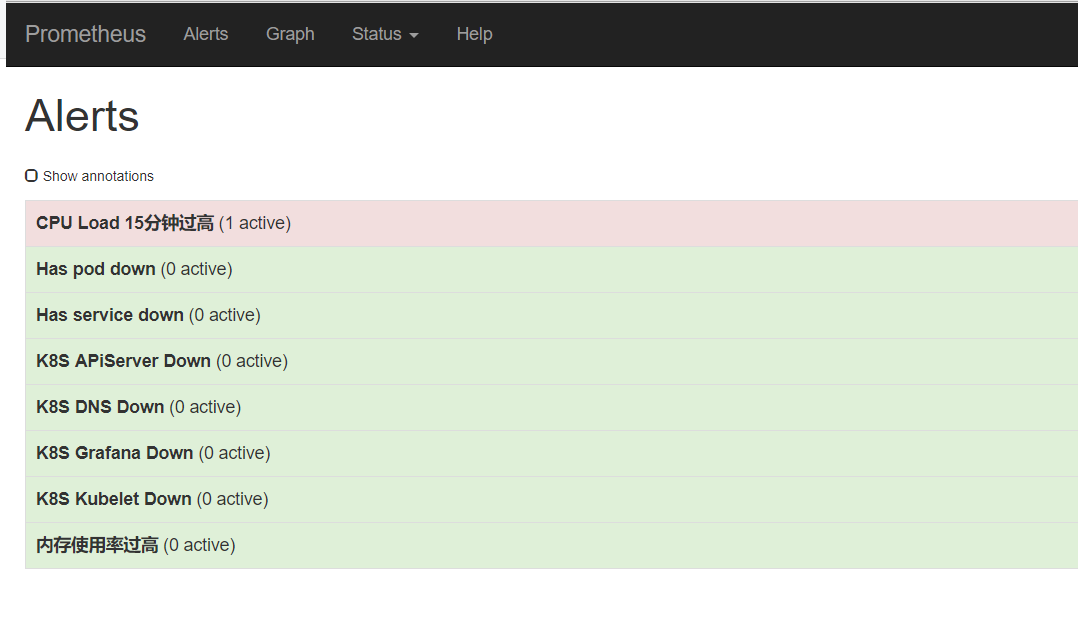 Prometheus Alerts Graph Status Help
Alerts
Show annotations
CPU Load 15分钟过高 (1 active)
Has pod down (0 active)
Has service down (0 active)
K8S APiServer Down (0 active)
K8S DNS Down (0 active)
K8S Grafana Down (0 active)
K8S Kubelet Down (0 active)
内存使用率过高 (0 active)